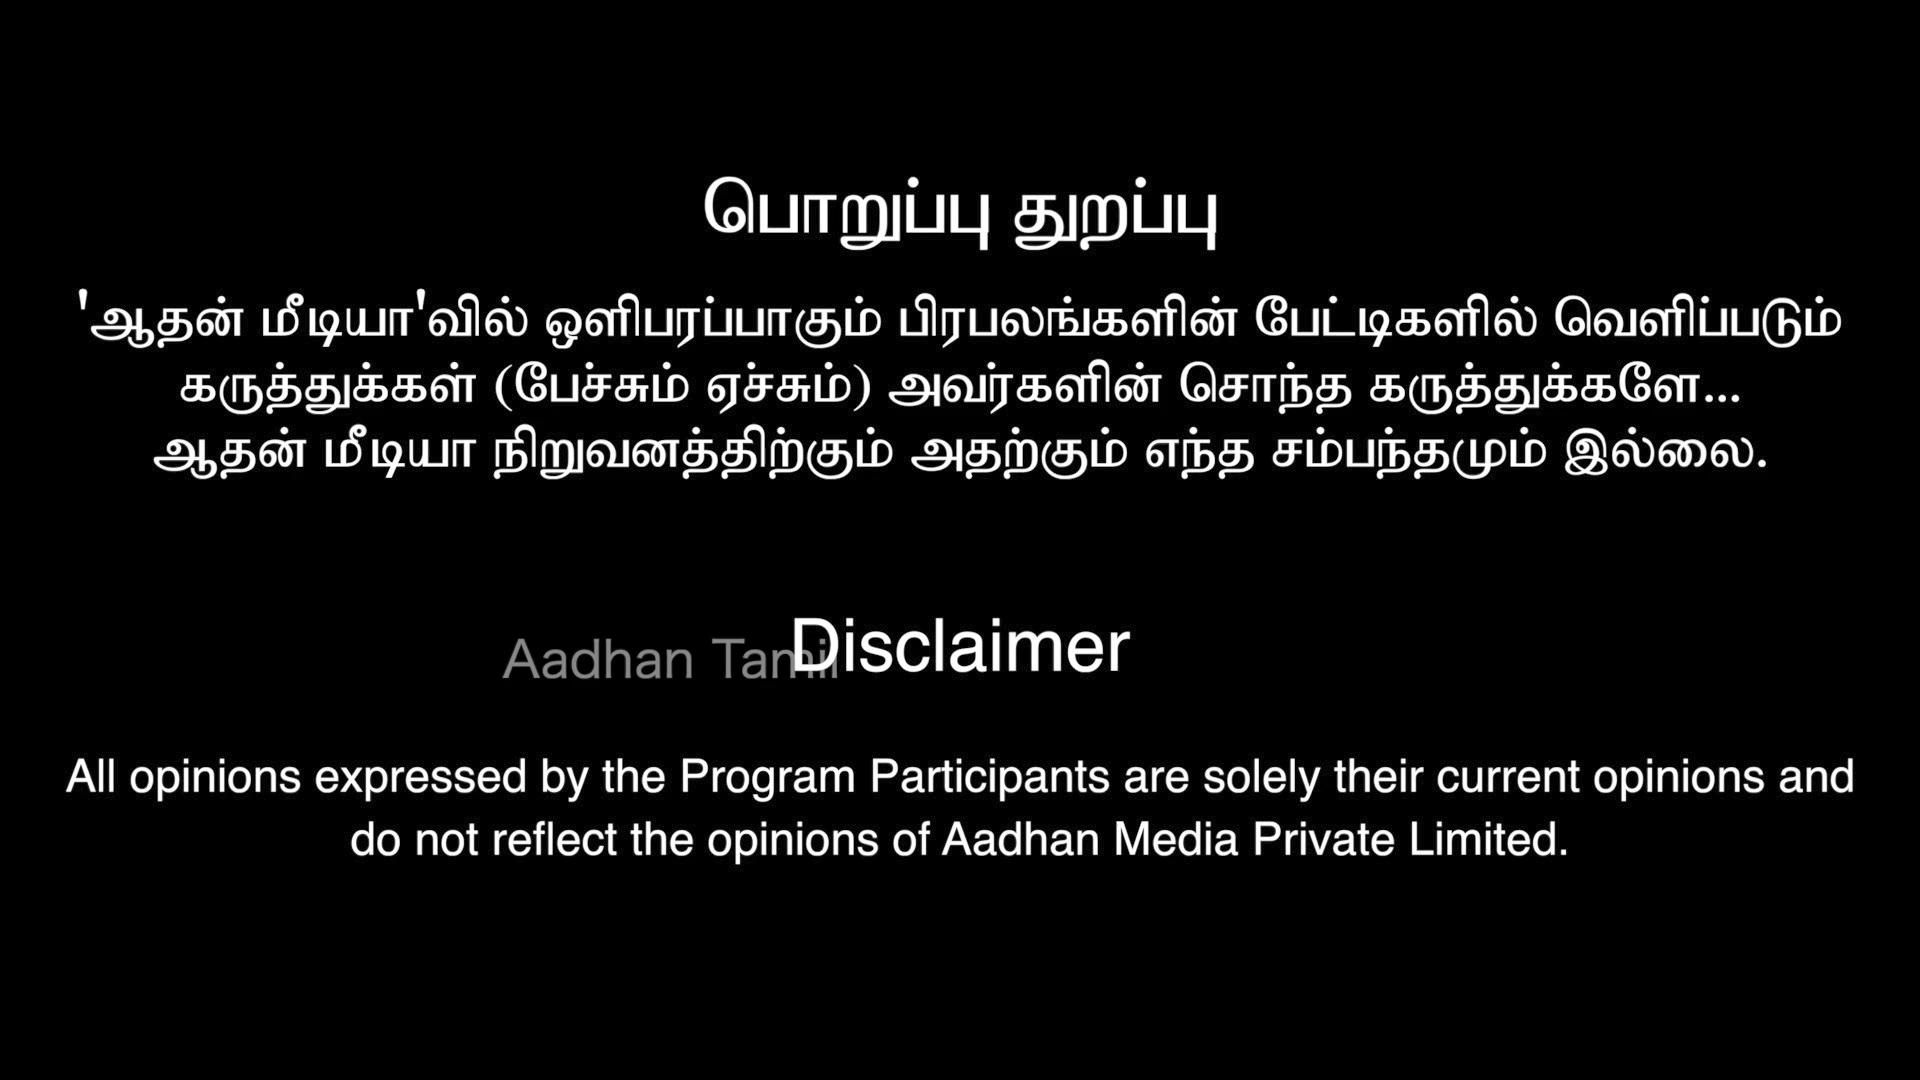 பொறுப்பு துறப்பு
'ஆதன் மீடியா'வில் ஒளிபரப்பாகும் பிரபலங்களின் பேட்டிகளில் வெளிப்படும்
கருத்துக்கள் (பேச்சும் ஏச்சும்) அவர்களின் சொந்த கருத்துக்களே...
ஆதன் மீடியா நிறுவனத்திற்கும் அதற்கும் எந்த சம்பந்தமும் இல்லை.
Aadhan Tamil
Disclaimer
All opinions expressed by the Program Participants are solely their current opinions and
do not reflect the opinions of Aadhan Media Private Limited.